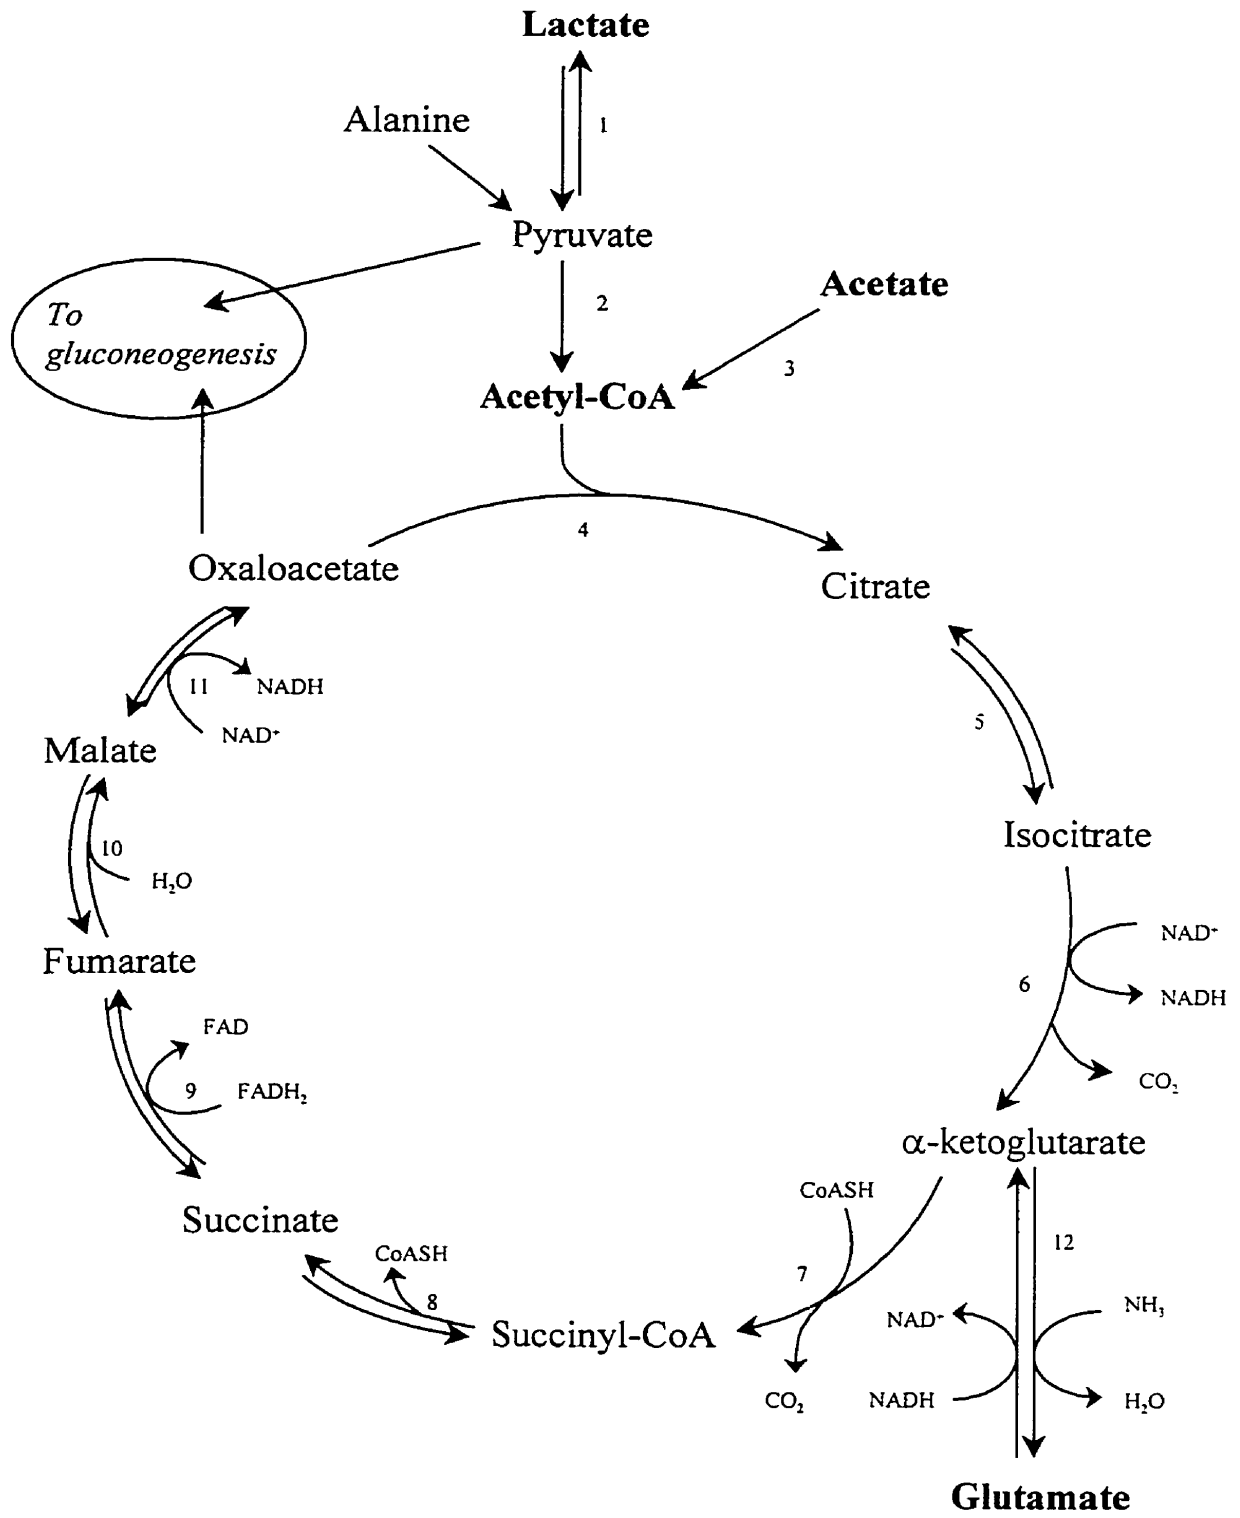 Lactate
1
Alanine
Pyruvate
2
Acetate
3
To
gluconeogenesis
Acetyl-CoA
4
Oxaloacetate
Citrate
11
NADH
NAD⁺
5
Malate
Isocitrate
10
H₂O
Fumarate
NAD⁺
6
NADH
FAD
9
FADH₂
CO₂
α-ketoglutarate
CoASH
Succinate
CoASH
12
7
8
NH₃
NAD⁺
Succinyl-CoA
CO₂
NADH
H₂O
Glutamate